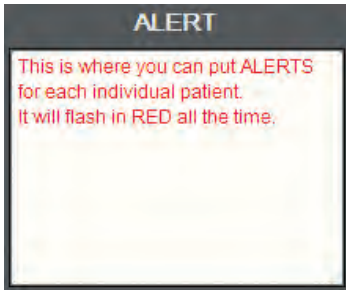 ALERT
This is where you can put ALERTS
for each individual patient.
It will flash in RED all the time.